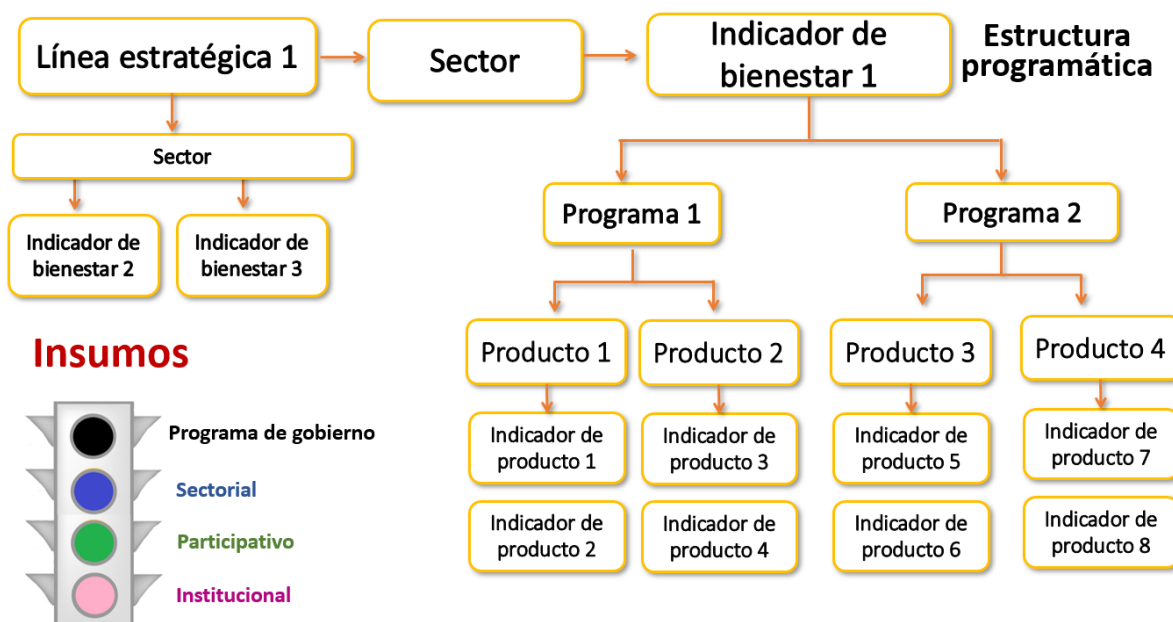 Línea estratégica 1
Sector
Indicador de
bienestar 1
Estructura
programática
Sector
Indicador de
bienestar 2
Indicador de
bienestar 3
Programa 1
Programa 2
Insumos
Producto 1
Producto 2
Producto 3
Producto 4
Programa de gobierno
Sectorial
Participativo
Institucional
Indicador de
producto 1
Indicador de
producto 3
Indicador de
producto 5
Indicador de
producto 7
Indicador de
producto 2
Indicador de
producto 4
Indicador de
producto 6
Indicador de
producto 8